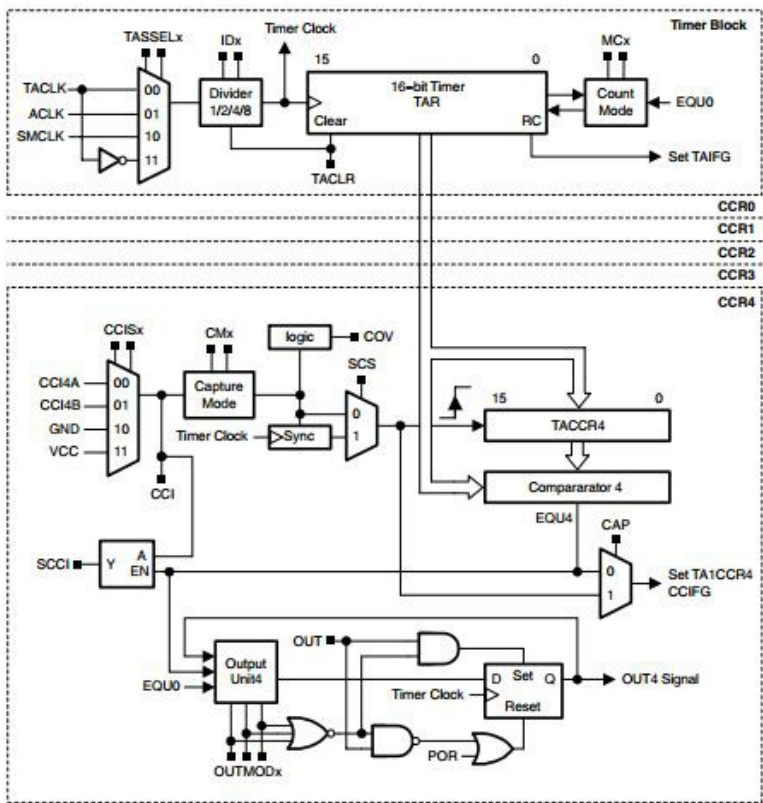 Timer Block
Timer Clock
TASSELx
IDx
15
0
MCx
TACLK
00
Divider
1/2/4/8
16-bit Timer
TAR
Count
Mode
EQU0
ACLK
01
SMCLK
10
11
Clear
RC
TACLR
Set TAIFG
CCR0
CCR1
CCR2
CCR3
CCR4
CCISx
CMx
logic
COV
SCS
CCI4A
00
CCI4B
01
GND
10
VCC
11
Capture
Mode
0
1
Timer Clock
Sync
15
0
TACCR4
CCI
Compararator 4
EQU4
CAP
SCCI
Y
A
EN
0
1
Set TA1CCR4
CCIFG
OUT
Output
Unit4
EQU0
D
Set
Q
Timer Clock
Reset
OUT4 Signal
POR
OUTMODx